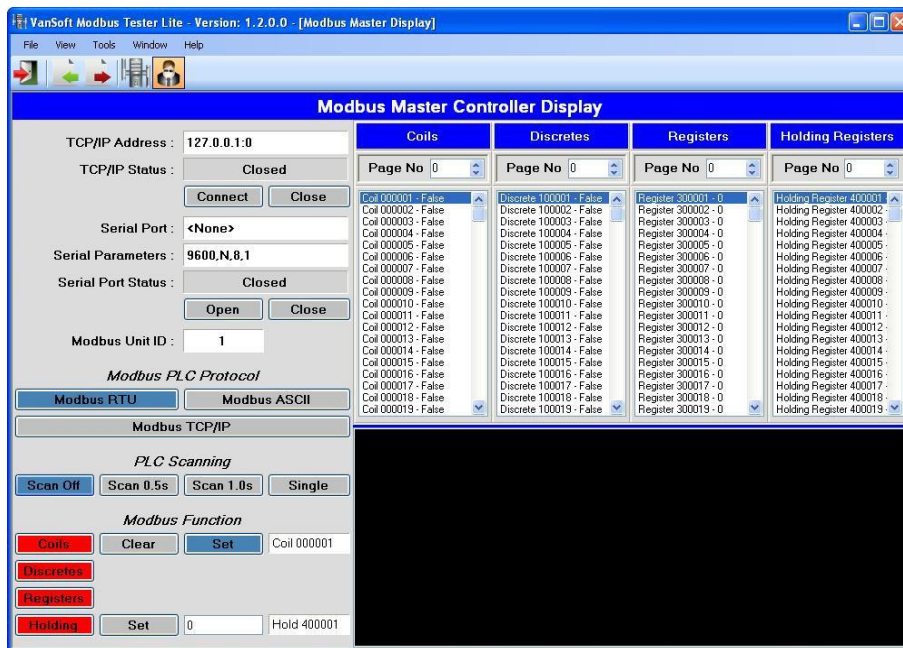 VanSoft Modbus Tester Lite - Version: 1.2.0.0 - [Modbus Master Display]
File View Tools Window Help
Modbus Master Controller Display
TCP/IP Address : 127.0.0.1:0
TCP/IP Status : Closed
Connect Close
Serial Port : <None>
Serial Parameters : 9600,N,8,1
Serial Port Status : Closed
Open Close
Modbus Unit ID : 1
Modbus PLC Protocol
Modbus RTU Modbus ASCII
Modbus TCP/IP
PLC Scanning
Scan Off Scan 0.5s Scan 1.0s Single
Modbus Function
Coils Clear Set Coil 000001
Discretes
Registers
Holding Set 0 Hold 400001
Coils Discretes Registers Holding Registers
Page No 0 Page No 0 Page No 0 Page No 0
Coil 000001 - False Discrete 100001 - False Register 300001 - 0 Holding Register 400001
Coil 000002 - False Discrete 100002 - False Register 300002 - 0 Holding Register 400002 -
Coil 000003 - False Discrete 100003 - False Register 300003 - 0 Holding Register 400003 -
Coil 000004 - False Discrete 100004 - False Register 300004 - 0 Holding Register 400004 -
Coil 000005 - False Discrete 100005 - False Register 300005 - 0 Holding Register 400005 -
Coil 000006 - False Discrete 100006 - False Register 300006 - 0 Holding Register 400006 -
Coil 000007 - False Discrete 100007 - False Register 300007 - 0 Holding Register 400007 -
Coil 000008 - False Discrete 100008 - False Register 300008 - 0 Holding Register 400008 -
Coil 000009 - False Discrete 100009 - False Register 300009 - 0 Holding Register 400009 -
Coil 000010 - False Discrete 100010 - False Register 300010 - 0 Holding Register 400010 -
Coil 000011 - False Discrete 100011 - False Register 300011 - 0 Holding Register 400011 -
Coil 000012 - False Discrete 100012 - False Register 300012 - 0 Holding Register 400012 -
Coil 000013 - False Discrete 100013 - False Register 300013 - 0 Holding Register 400013 -
Coil 000014 - False Discrete 100014 - False Register 300014 - 0 Holding Register 400014 -
Coil 000015 - False Discrete 100015 - False Register 300015 - 0 Holding Register 400015 -
Coil 000016 - False Discrete 100016 - False Register 300016 - 0 Holding Register 400016 -
Coil 000017 - False Discrete 100017 - False Register 300017 - 0 Holding Register 400017 -
Coil 000018 - False Discrete 100018 - False Register 300018 - 0 Holding Register 400018 -
Coil 000019 - False Discrete 100019 - False Register 300019 - 0 Holding Register 400019 -